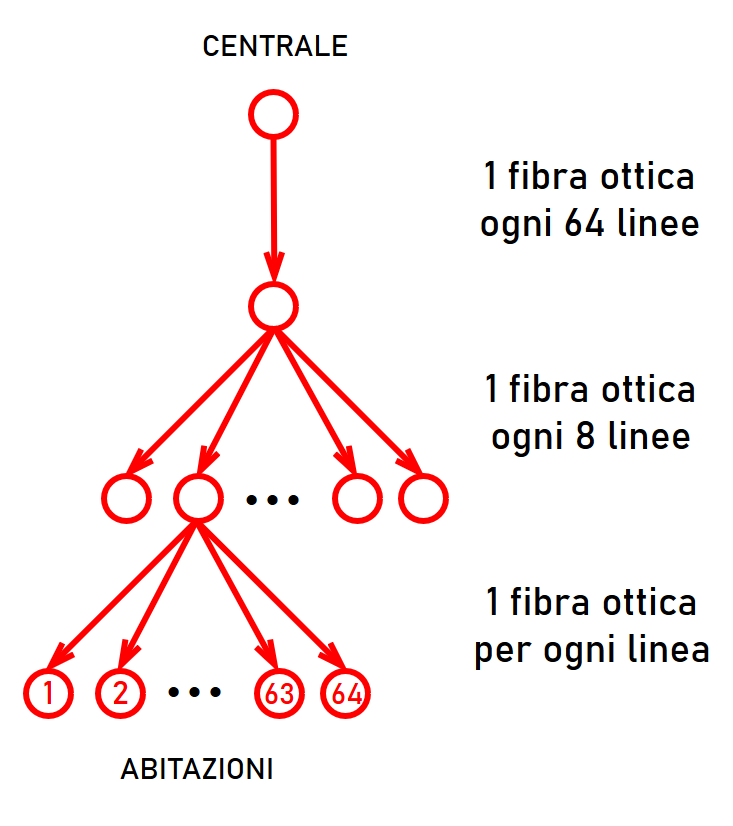 CENTRALE
1 fibra ottica
ogni 64 linee
1 fibra ottica
ogni 8 linee
•••
1 fibra ottica
per ogni linea
1 2 ••• 63 64
ABITAZIONI